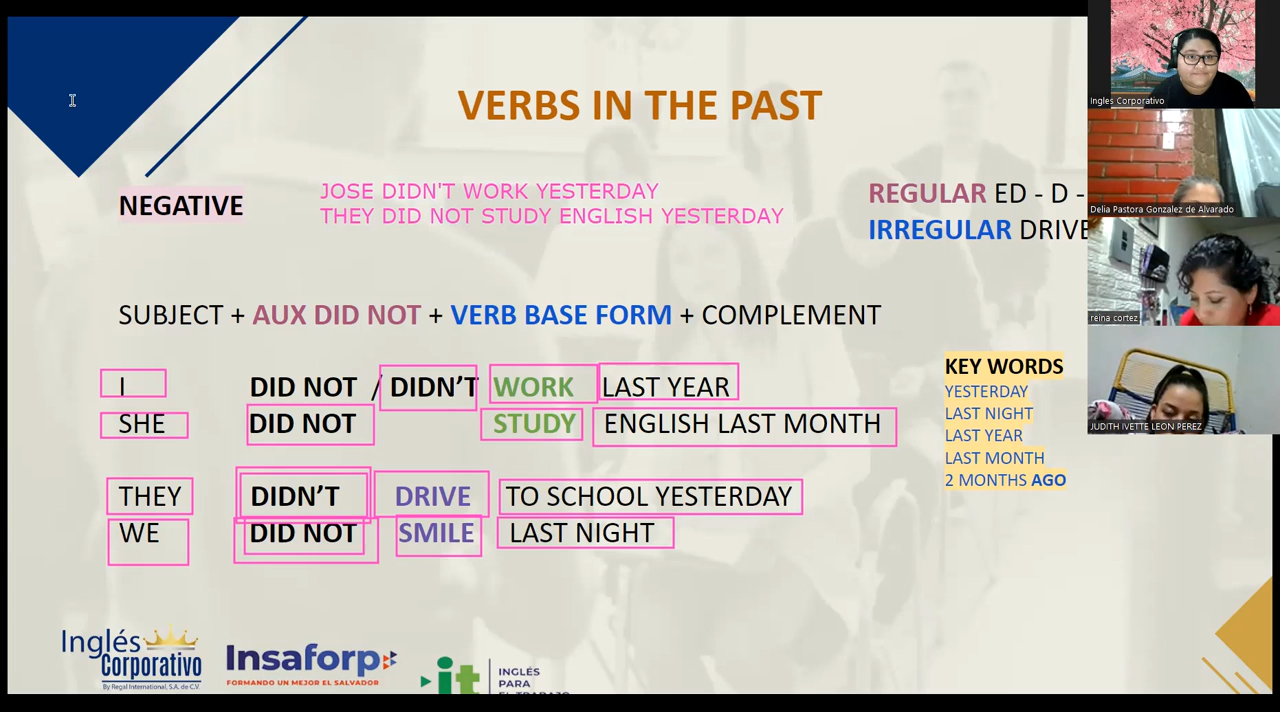 VERBS IN THE PAST
NEGATIVE
JOSE DIDN'T WORK YESTERDAY
THEY DID NOT STUDY ENGLISH YESTERDAY
REGULAR ED - D -
IRREGULAR DRIVE
SUBJECT + AUX DID NOT + VERB BASE FORM + COMPLEMENT
I DID NOT / DIDN'T WORK LAST YEAR
SHE DID NOT STUDY ENGLISH LAST MONTH
THEY DIDN'T DRIVE TO SCHOOL YESTERDAY
WE DID NOT SMILE LAST NIGHT
KEY WORDS
YESTERDAY
LAST NIGHT
LAST YEAR
LAST MONTH
2 MONTHS AGO
Inglés
Corporativo
By Regal International, S.A. de C.V.
Insaforp
FORMANDO UN MEJOR EL SALVADOR
it
INGLÉS
PARA
EL TRABAJO
Ingles Corporativo
Delia Pastora Gonzalez de Alvarado
reina cortez
JUDITH IVETTE LEON PEREZ